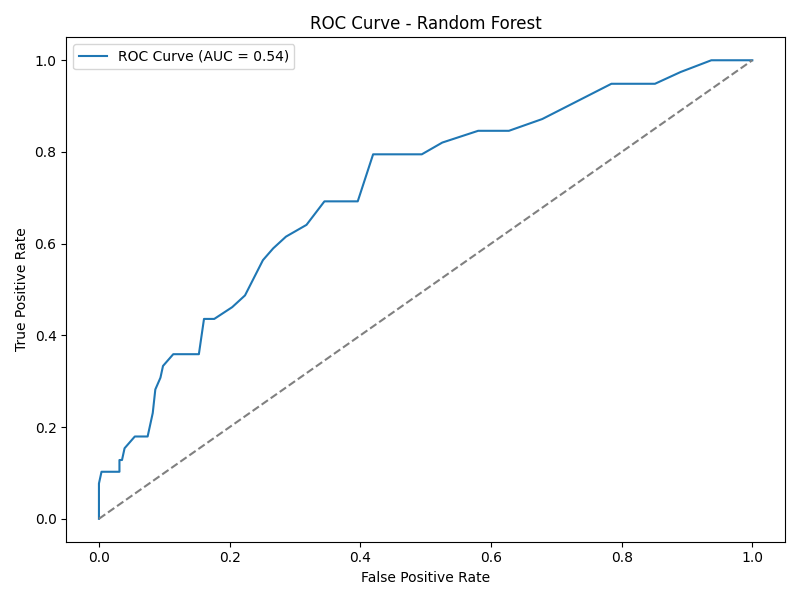 ROC Curve - Random Forest
ROC Curve (AUC = 0.54)
1.0
0.8
0.6
0.4
0.2
0.0
True Positive Rate
0.0 0.2 0.4 0.6 0.8 1.0
False Positive Rate